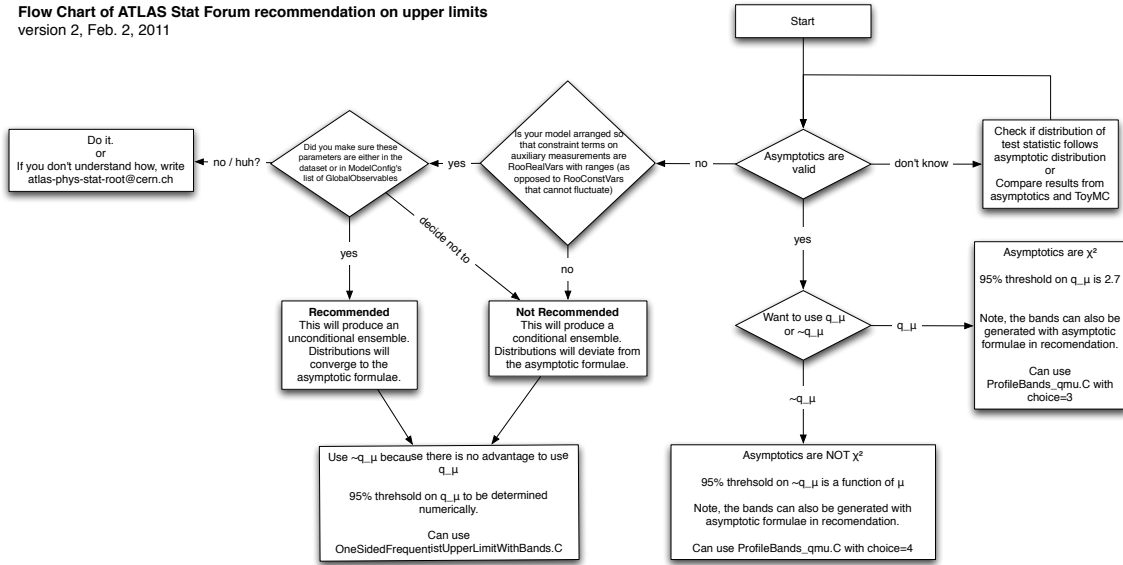 Flow Chart of ATLAS Stat Forum recommendation on upper limits
version 2, Feb. 2, 2011
Start
Do it.
or
If you don't understand how, write
atlas-phys-stat-root@cern.ch
no / huh?
Did you make sure these
parameters are either in the
dataset or in ModelConfig's
list of GlobalObservables
yes
Is your model arranged so
that constraint terms on
auxiliary measurements are
RooRealVars with ranges (as
opposed to RooConstVars
that cannot fluctuate)
no
Asymptotics are
valid
don't know
Check if distribution of
test statistic follows
asymptotic distribution
or
Compare results from
asymptotics and ToyMC
yes
decide not to
no
yes
Recommended
This will produce an
unconditional ensemble.
Distributions will
converge to the
asymptotic formulae.
Not Recommended
This will produce a
conditional ensemble.
Distributions will deviate from
the asymptotic formulae.
Want to use q_μ
or ~q_μ
q_μ
Asymptotics are χ²
95% threshold on q_μ is 2.7
Note, the bands can also be
generated with asymptotic
formulae in recomendation.
Can use
ProfileBands_qmu.C with
choice=3
~q_μ
Use ~q_μ because there is no advantage to use
q_μ
95% threhsold on q_μ to be determined
numerically.
Can use
OneSidedFrequentistUpperLimitWithBands.C
Asymptotics are NOT χ²
95% threhsold on ~q_μ is a function of μ
Note, the bands can also be generated with
asymptotic formulae in recomendation.
Can use ProfileBands_qmu.C with choice=4